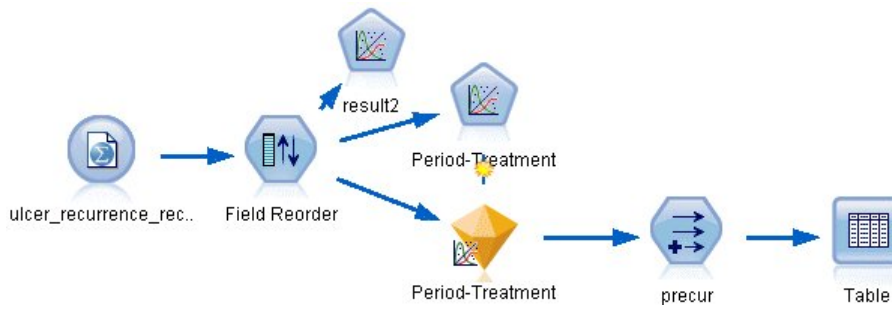 result2
Period-Treatment
ulcer_recurrence_rec..
Field Reorder
Period-Treatment
precur
Table